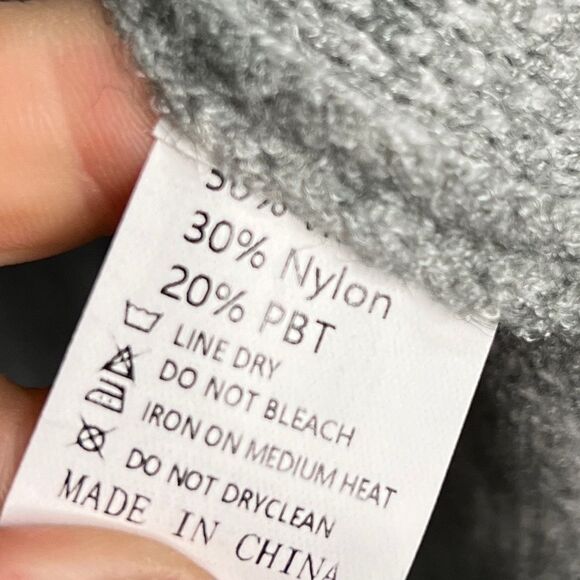 50%
30% Nylon
20% PBT
LINE DRY
DO NOT BLEACH
IRON ON MEDIUM HEAT
DO NOT DRYCLEAN
MADE IN CHINA